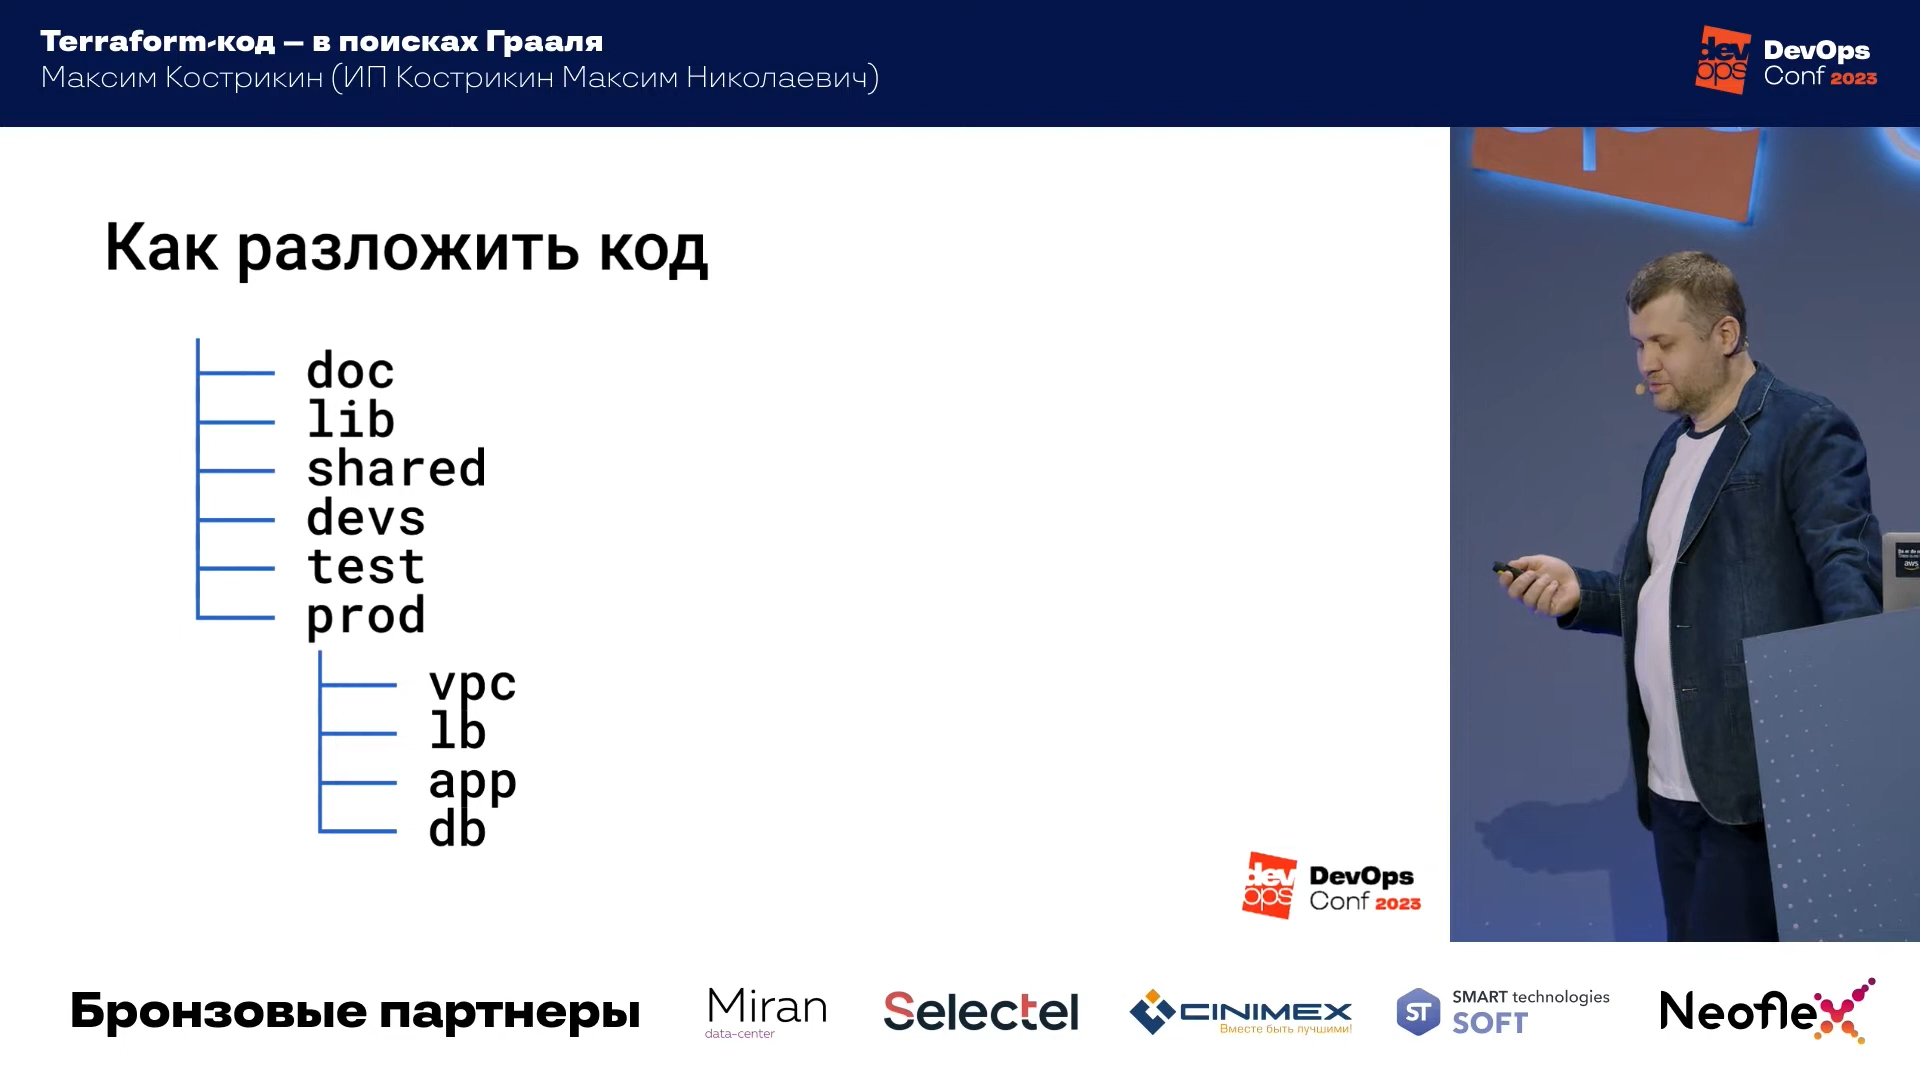 Terraform-код — в поисках Грааля
Максим Кострикин (ИП Кострикин Максим Николаевич)
dev
ops
DevOps
Conf 2023
Как разложить код
doc
lib
shared
devs
test
prod
vpc
lb
app
db
aws
dev
ops
DevOps
Conf 2023
Бронзовые партнеры
Miran
data-center
Selectel
CINIMEX
Вместе быть лучшими!
ST
SMART technologies
SOFT
Neoflex